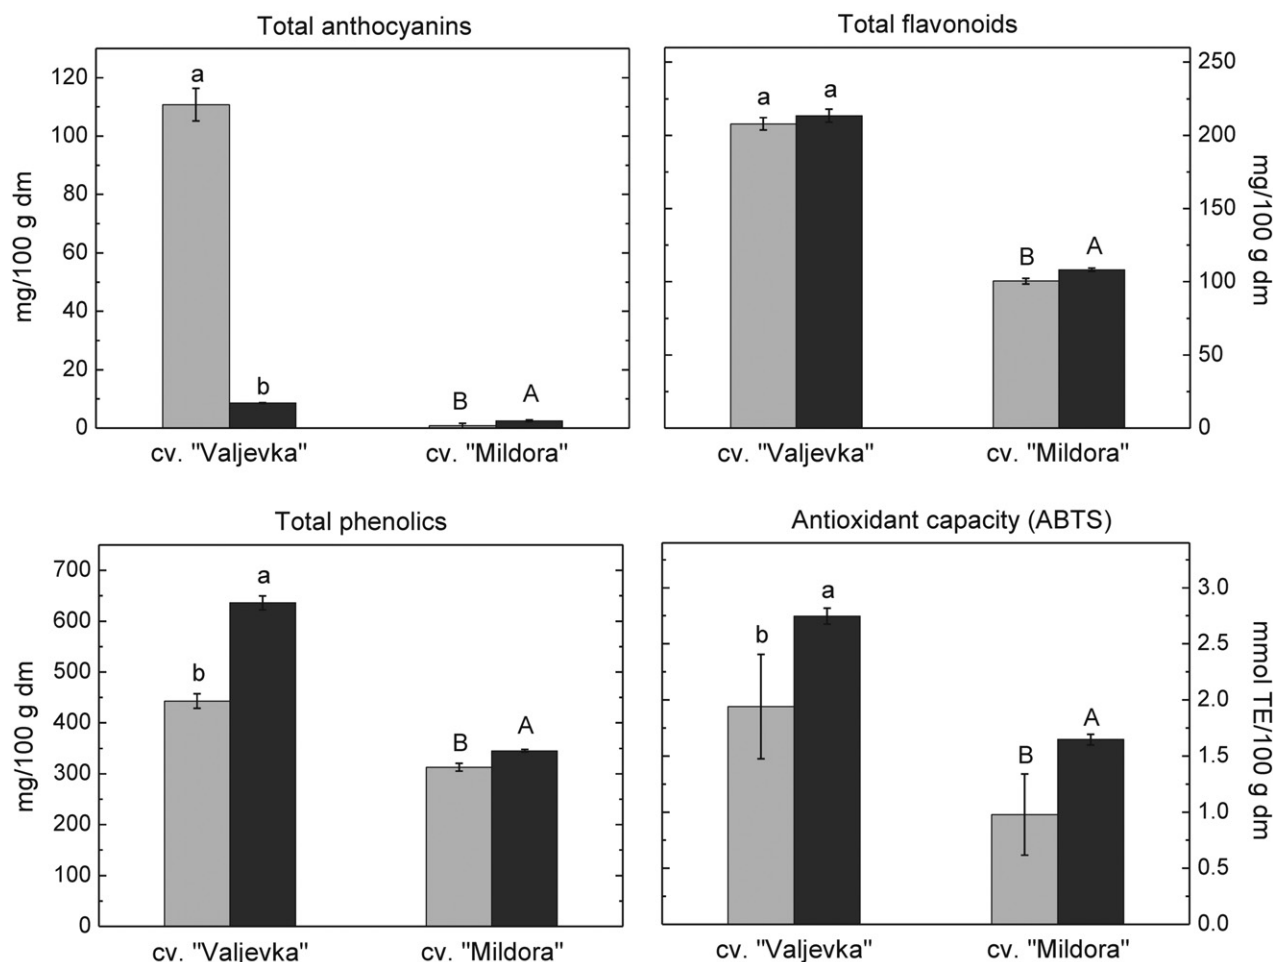 Total anthocyanins
mg/100 g dm
120
100
80
60
40
20
0
a
b
B
A
cv. "Valjevka"
cv. "Mildora"
Total flavonoids
mg/100 g dm
250
200
150
100
50
0
a
a
B
A
cv. "Valjevka"
cv. "Mildora"
Total phenolics
mg/100 g dm
700
600
500
400
300
200
100
0
b
a
B
A
cv. "Valjevka"
cv. "Mildora"
Antioxidant capacity (ABTS)
mmol TE/100 g dm
3.0
2.5
2.0
1.5
1.0
0.5
0.0
b
a
B
A
cv. "Valjevka"
cv. "Mildora"